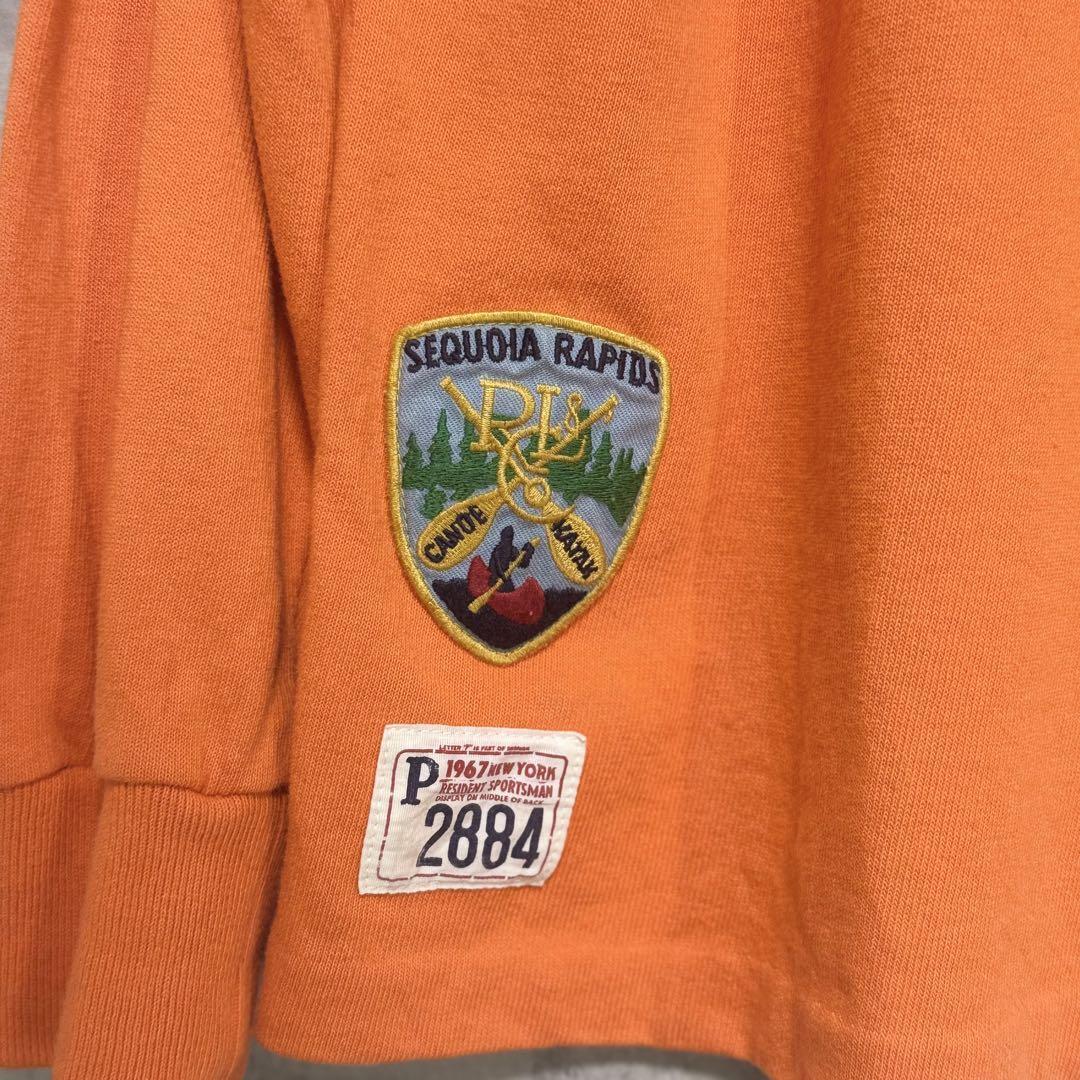 SEQUOIA RAPIDS
RL
&
Co
CANOE
KAYAK
LETTER "P" IS PART OF
P
1967 NEW YORK
RESIDENT SPORTSMAN
DISPLAY ON MIDDLE OF BACK
2884